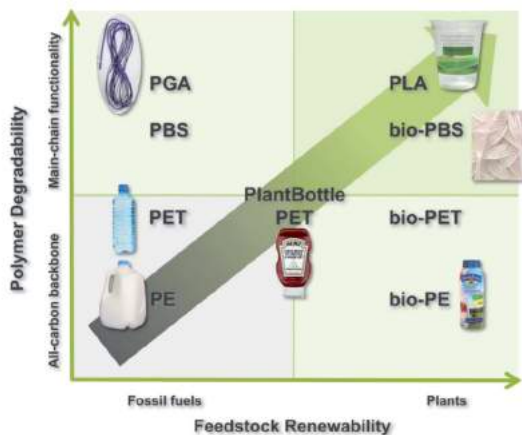 Polymer Degradability
Main-chain functionality
All-carbon backbone
PGA
PBS
PLA
bio-PBS
PlantBottle
PET
PET
bio-PET
PE
HEINZ
bio-PE
Fossil fuels
Plants
Feedstock Renewability